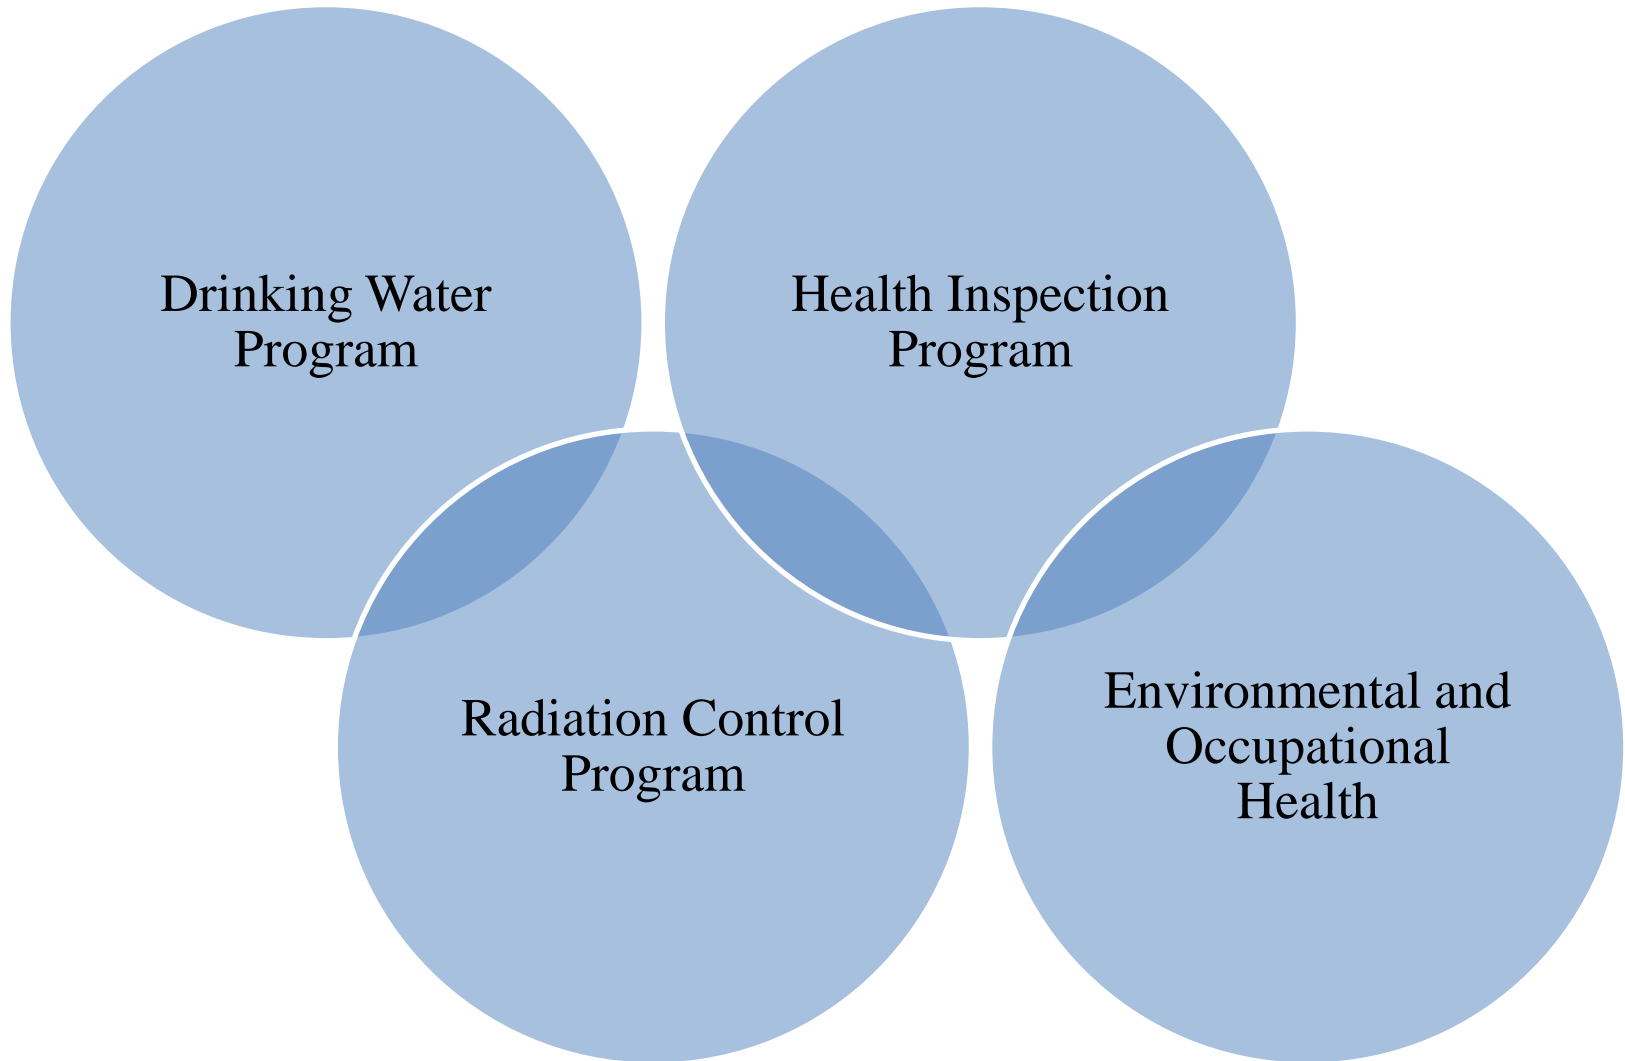 Drinking Water
Program
Health Inspection
Program
Radiation Control
Program
Environmental and
Occupational
Health